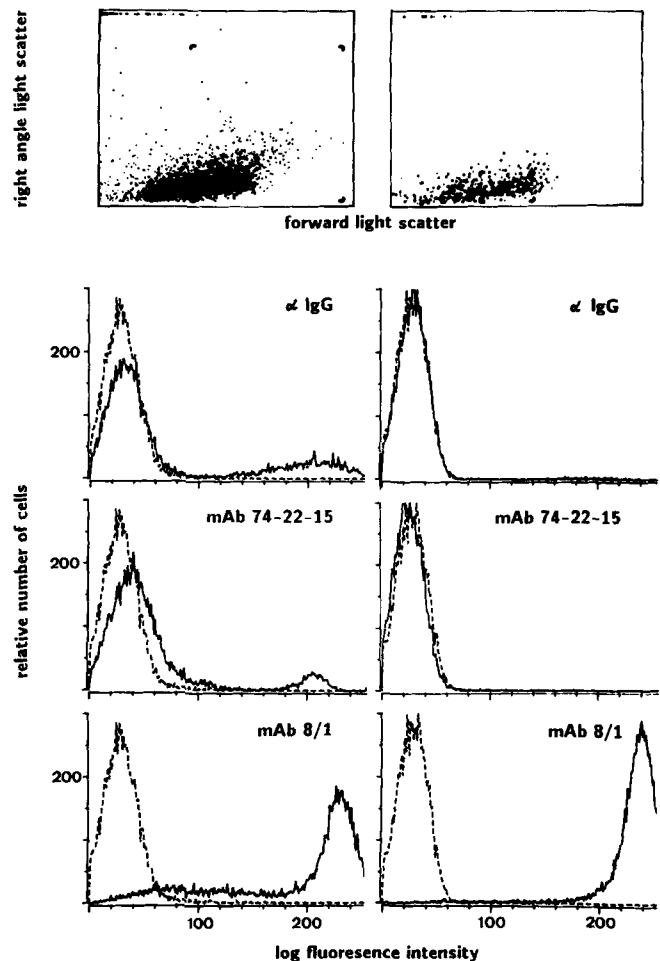 right angle light scatter
forward light scatter
α IgG
α IgG
200
mAb 74-22-15
mAb 74-22-15
200
relative number of cells
mAb 8/1
mAb 8/1
200
100
200
100
200
log fluoresence intensity